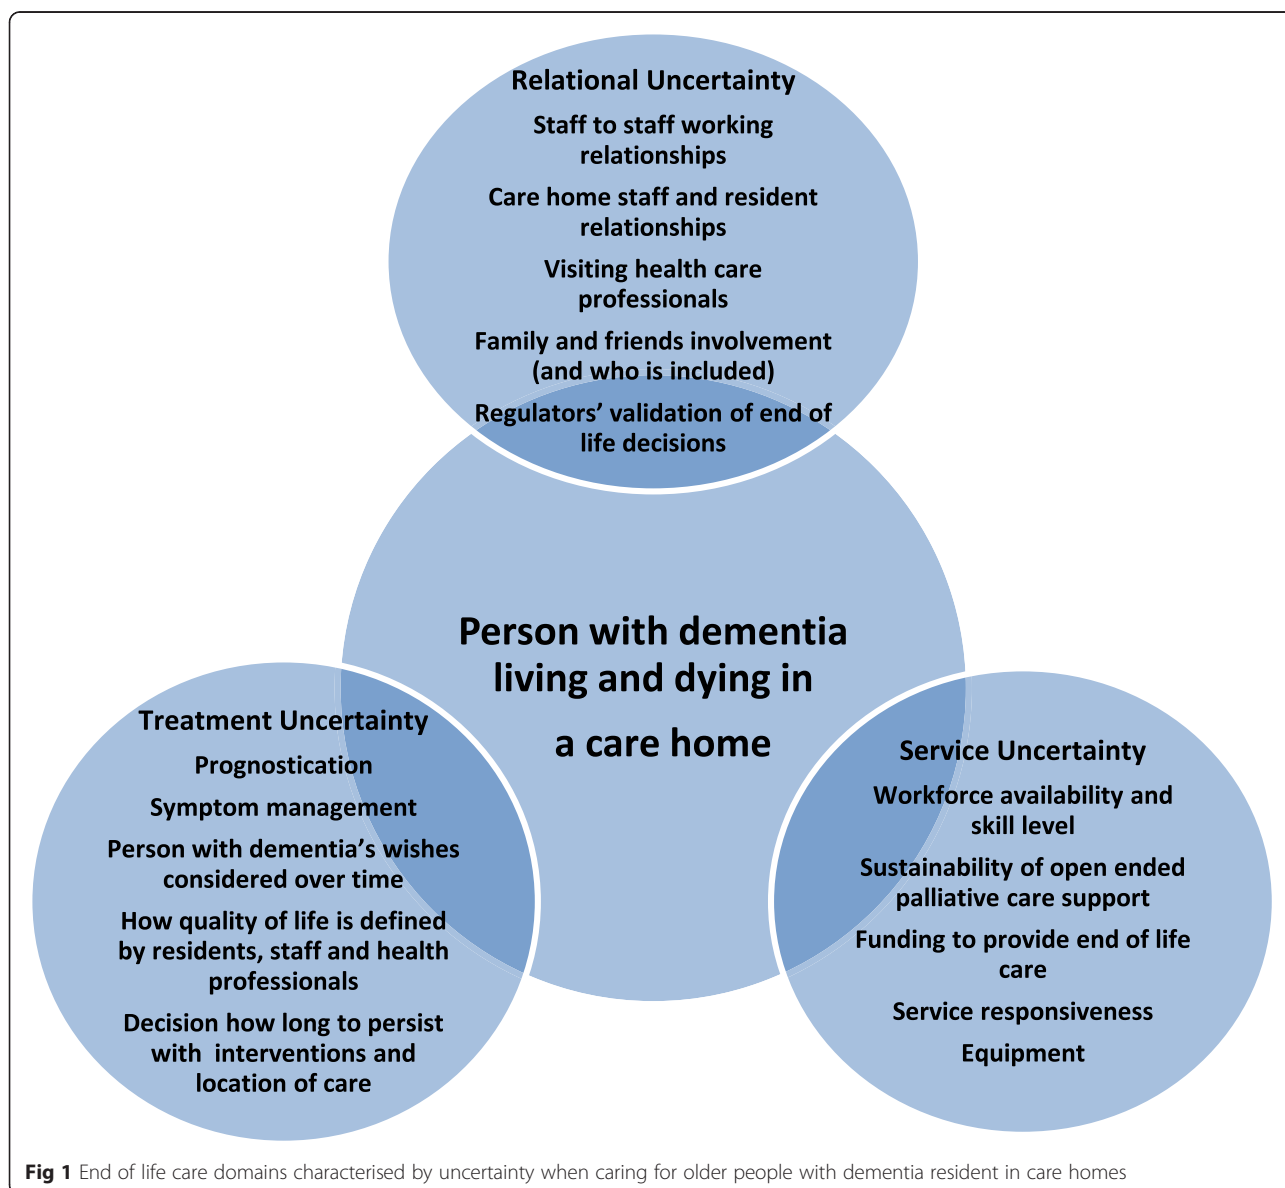 Relational Uncertainty
Staff to staff working
relationships
Care home staff and resident
relationships
Visiting health care
professionals
Family and friends involvement
(and who is included)
Regulators’ validation of end of
life decisions
Person with dementia
living and dying in
a care home
Treatment Uncertainty
Prognostication
Symptom management
Person with dementia’s wishes
considered over time
How quality of life is defined
by residents, staff and health
professionals
Decision how long to persist
with interventions and
location of care
Service Uncertainty
Workforce availability and
skill level
Sustainability of open ended
palliative care support
Funding to provide end of life
care
Service responsiveness
Equipment
Fig 1 End of life care domains characterised by uncertainty when caring for older people with dementia resident in care homes